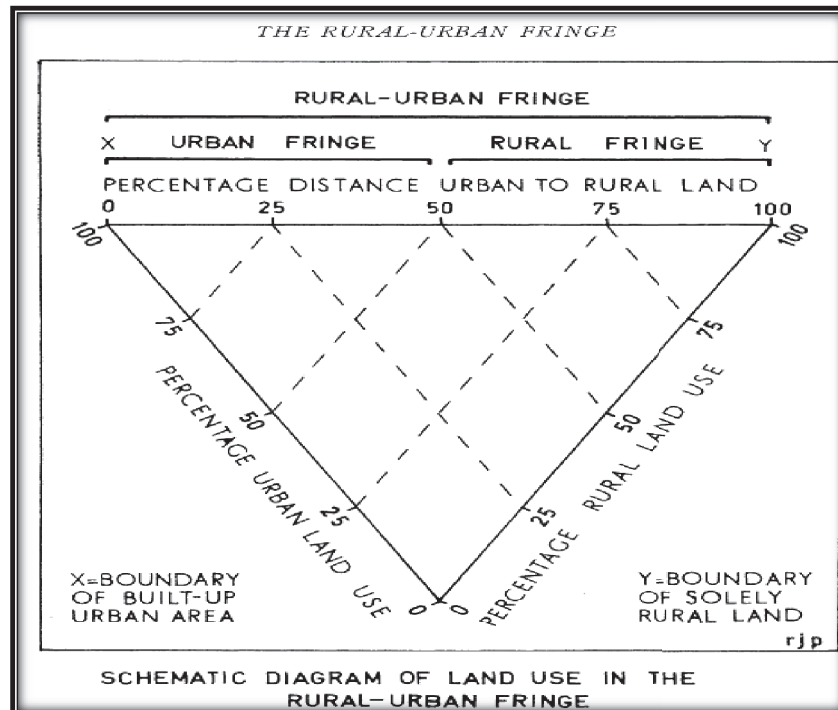 THE RURAL-URBAN FRINGE
RURAL-URBAN FRINGE
X URBAN FRINGE RURAL FRINGE Y
PERCENTAGE DISTANCE URBAN TO RURAL LAND
0 25 50 75 100
100 100
75 75
50 50
25 25
0 0
PERCENTAGE URBAN LAND USE
PERCENTAGE RURAL LAND USE
X=BOUNDARY
OF BUILT-UP
URBAN AREA
Y=BOUNDARY
OF SOLELY
RURAL LAND
rjp
SCHEMATIC DIAGRAM OF LAND USE IN THE
RURAL-URBAN FRINGE